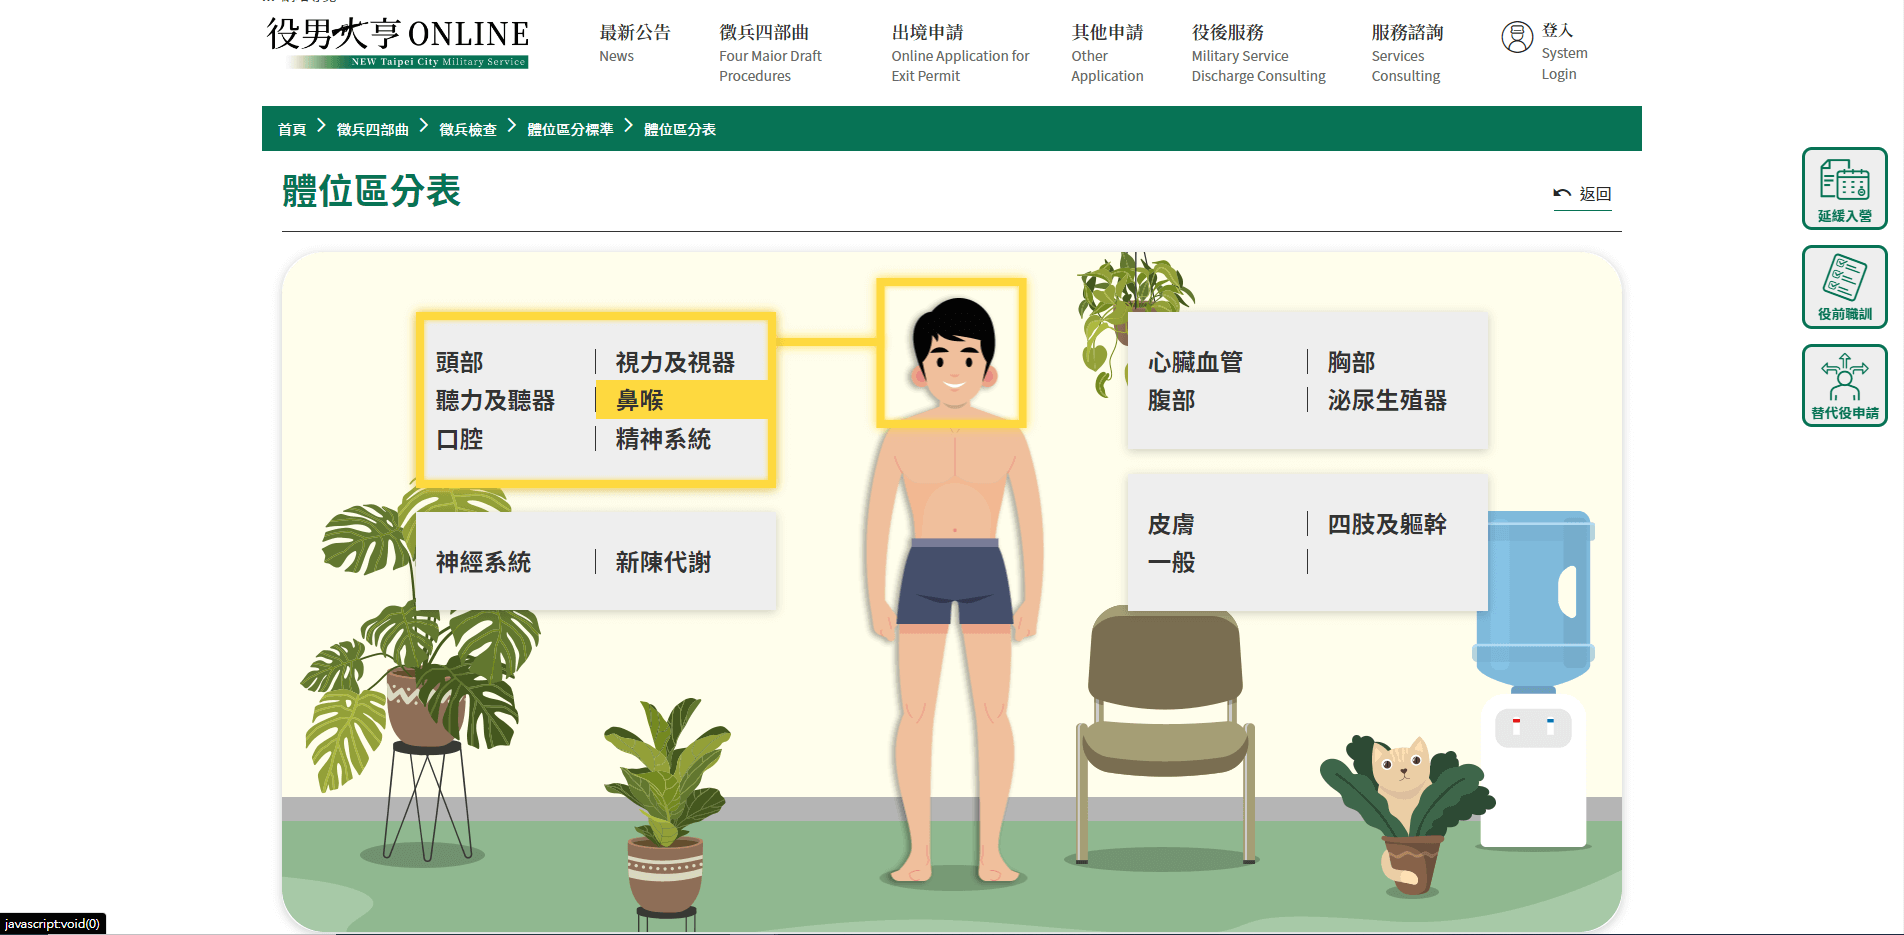 役男大亨 ONLINE
NEW Taipei City Military Service
最新公告
News
徵兵四部曲
Four Maior Draft
Procedures
出境申請
Online Application for
Exit Permit
其他申請
Other
Application
役後服務
Military Service
Discharge Consulting
服務諮詢
Services
Consulting
登入
System
Login
首頁 徵兵四部曲 徵兵檢查 體位區分標準 體位區分表
體位區分表
返回
延緩入營
役前職訓
替代役申請
頭部 視力及視器
聽力及聽器 鼻喉
口腔 精神系統
神經系統 新陳代謝
心臟血管 胸部
腹部 泌尿生殖器
皮膚 四肢及軀幹
一般
javascript:void(0)